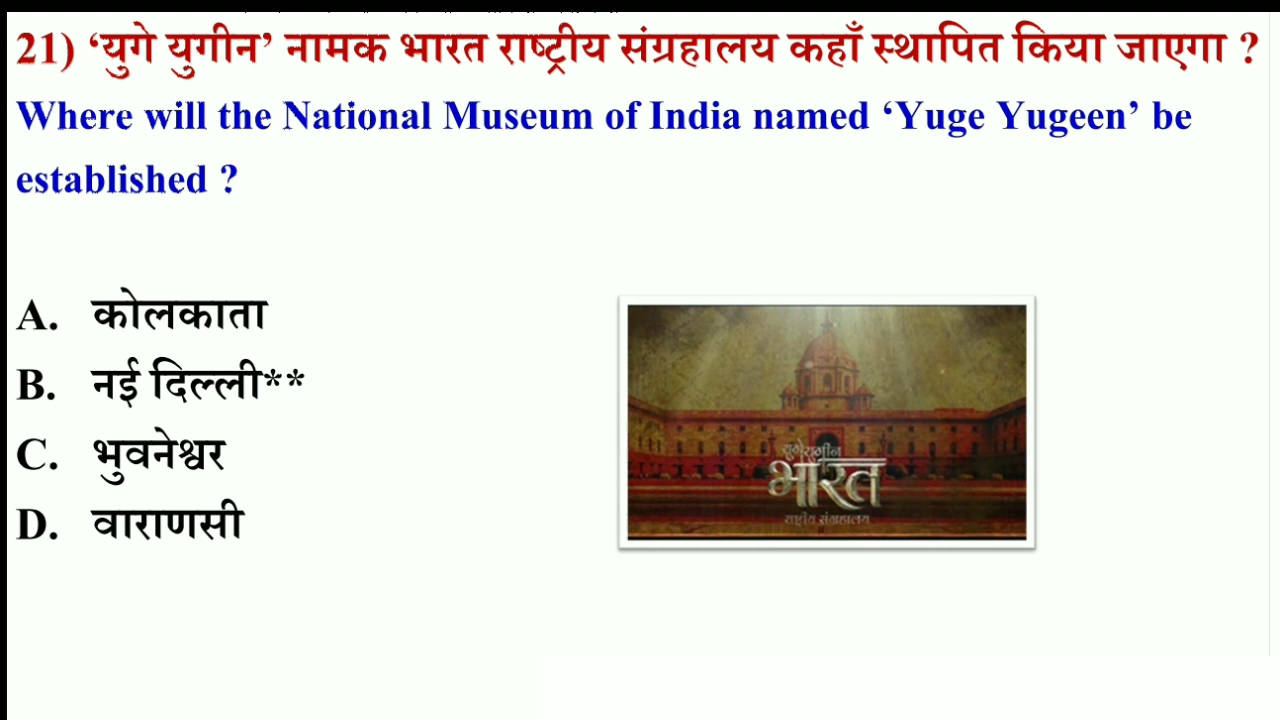 21) ‘युगे युगीन’ नामक भारत राष्ट्रीय संग्रहालय कहाँ स्थापित किया जाएगा ?
Where will the National Museum of India named ‘Yuge Yugeen’ be
established ?
A. कोलकाता
B. नई दिल्ली**
C. भुवनेश्वर
D. वाराणसी
युगे युगीन
भारत
राष्ट्रीय संग्रहालय